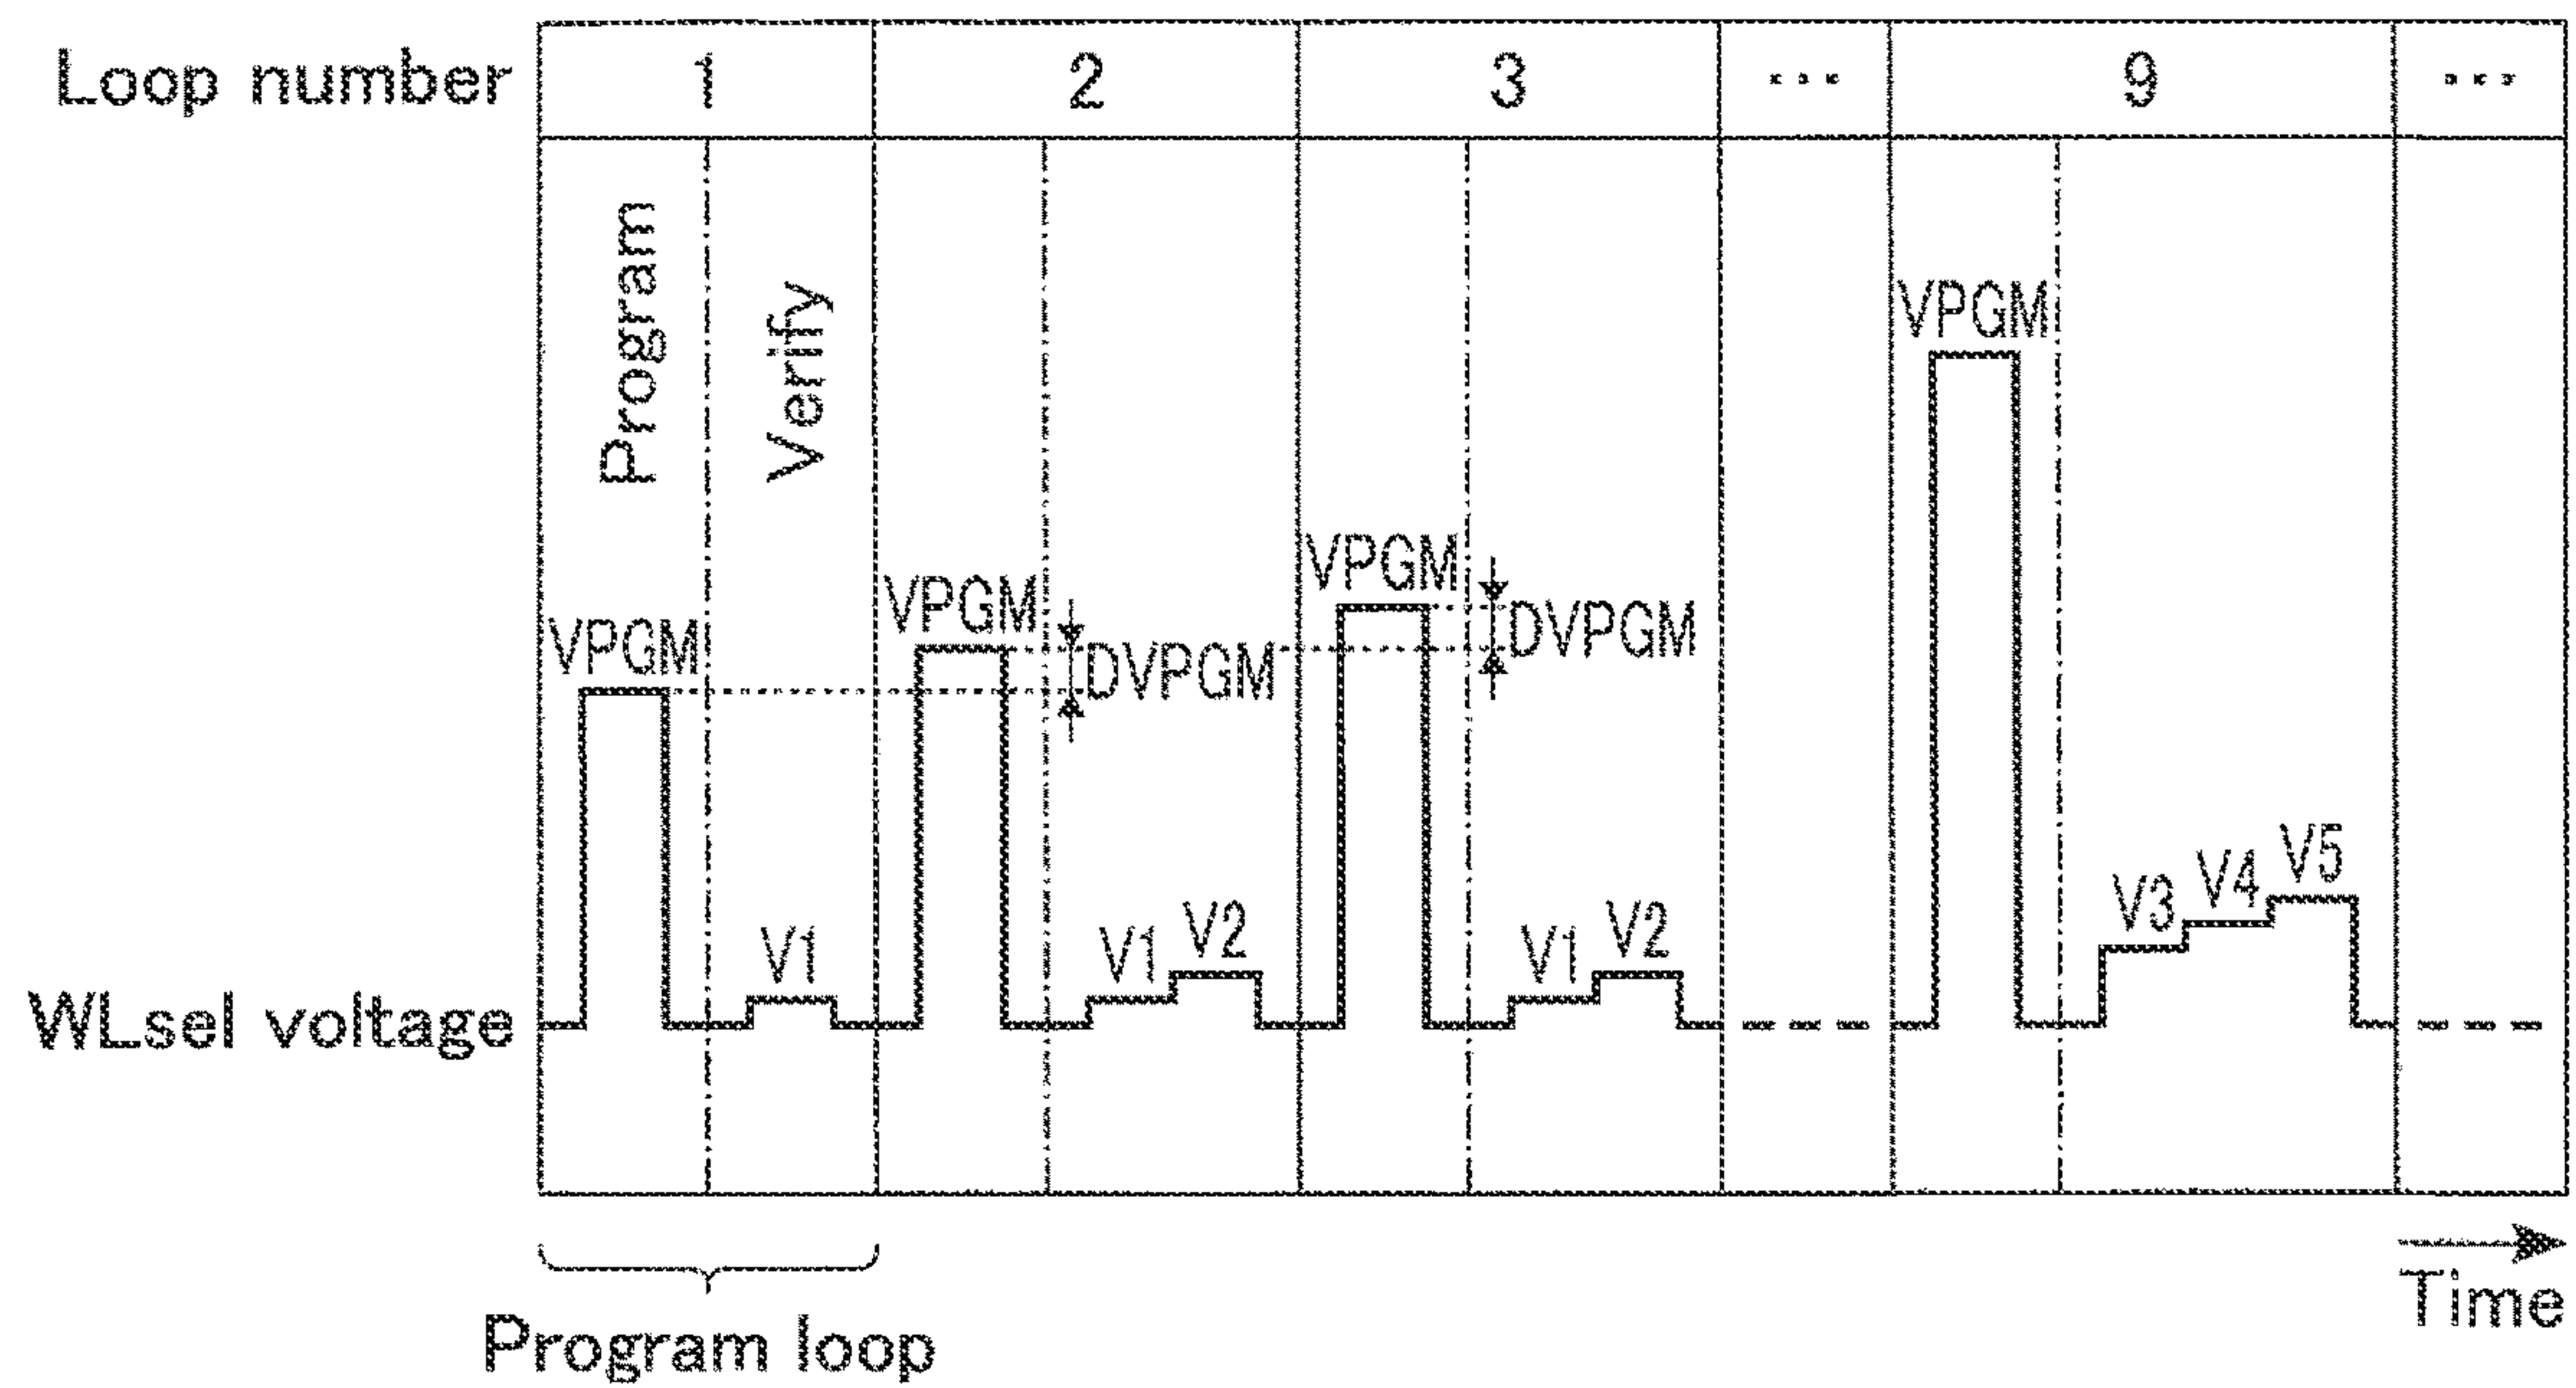 Loop number 1 2 3 ... 9 ...
Program
Verify
VPGM
VPGM
DVPGM
VPGM
DVPGM
VPGM
V1
V1 V2
V1 V2
V3 V4 V5
WLsel voltage
Program loop
Time